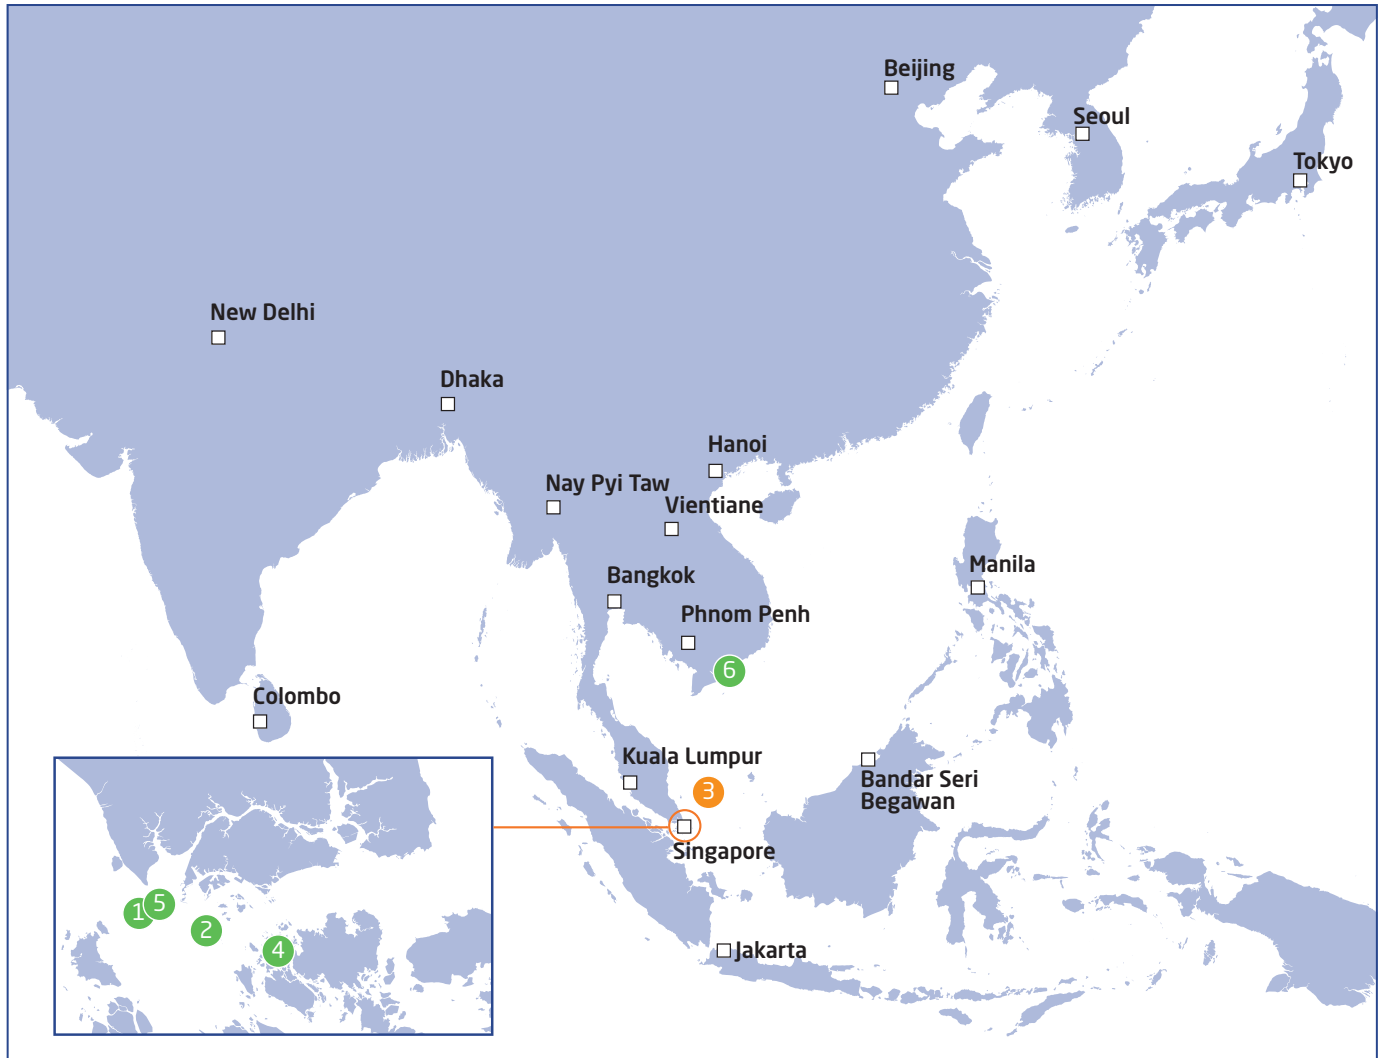 Beijing
Seoul
Tokyo
New Delhi
Dhaka
Hanoi
Nay Pyi Taw
Vientiane
Manila
Bangkok
Phnom Penh
6
Colombo
Kuala Lumpur
3
Bandar Seri
Begawan
Singapore
1
5
2
4
Jakarta